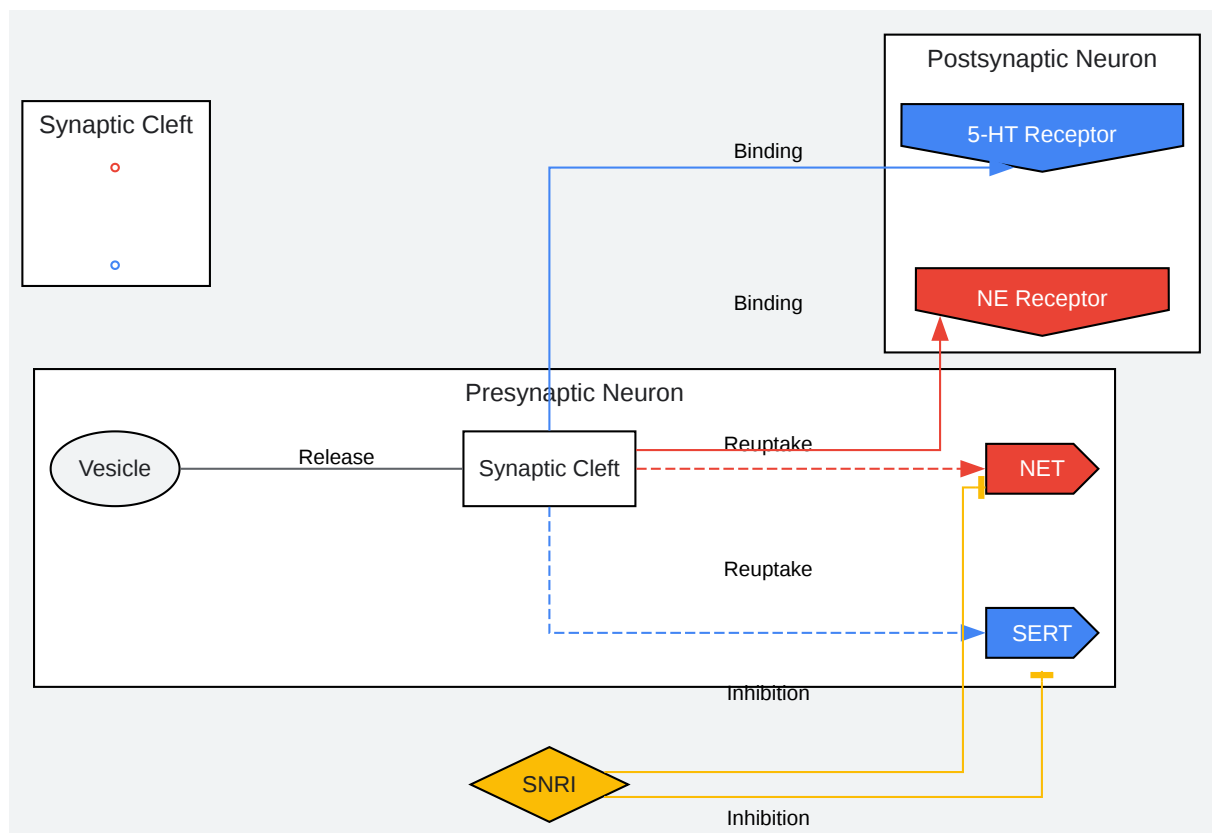 Postsynaptic Neuron
5-HT Receptor
Synaptic Cleft
Binding
Binding
NE Receptor
Presynaptic Neuron
Vesicle
Release
Synaptic Cleft
Reuptake
NET
Reuptake
SERT
Inhibition
SNRI
Inhibition